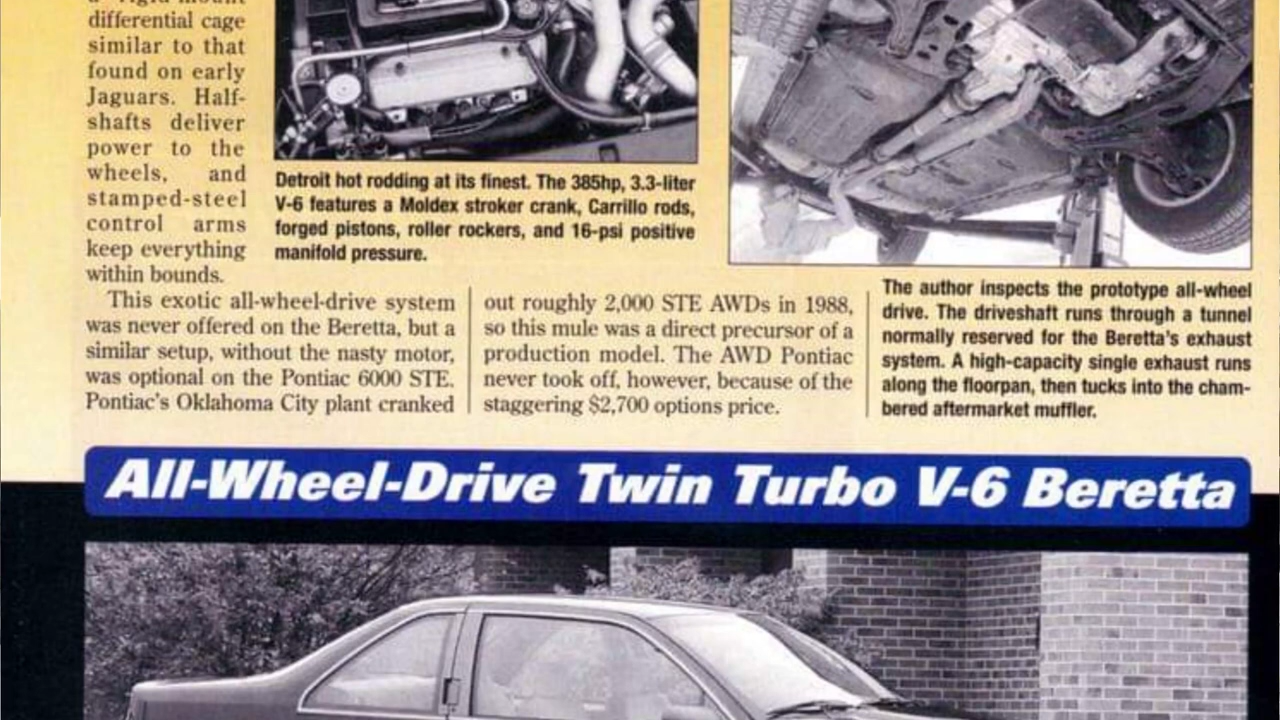 differential cage
similar to that
found on early
Jaguars. Half-
shafts deliver
power to the
wheels, and
stamped-steel
control arms
keep everything
within bounds.
This exotic all-wheel-drive system
was never offered on the Beretta, but a
similar setup, without the nasty motor,
was optional on the Pontiac 6000 STE.
Pontiac's Oklahoma City plant cranked
Detroit hot rodding at its finest. The 385hp, 3.3-liter
V-6 features a Moldex stroker crank, Carrillo rods,
forged pistons, roller rockers, and 16-psi positive
manifold pressure.
out roughly 2,000 STE AWDs in 1988,
so this mule was a direct precursor of a
production model. The AWD Pontiac
never took off, however, because of the
staggering $2,700 options price.
The author inspects the prototype all-wheel
drive. The driveshaft runs through a tunnel
normally reserved for the Beretta's exhaust
system. A high-capacity single exhaust runs
along the floorpan, then tucks into the cham-
bered aftermarket muffler.
All-Wheel-Drive Twin Turbo V-6 Beretta